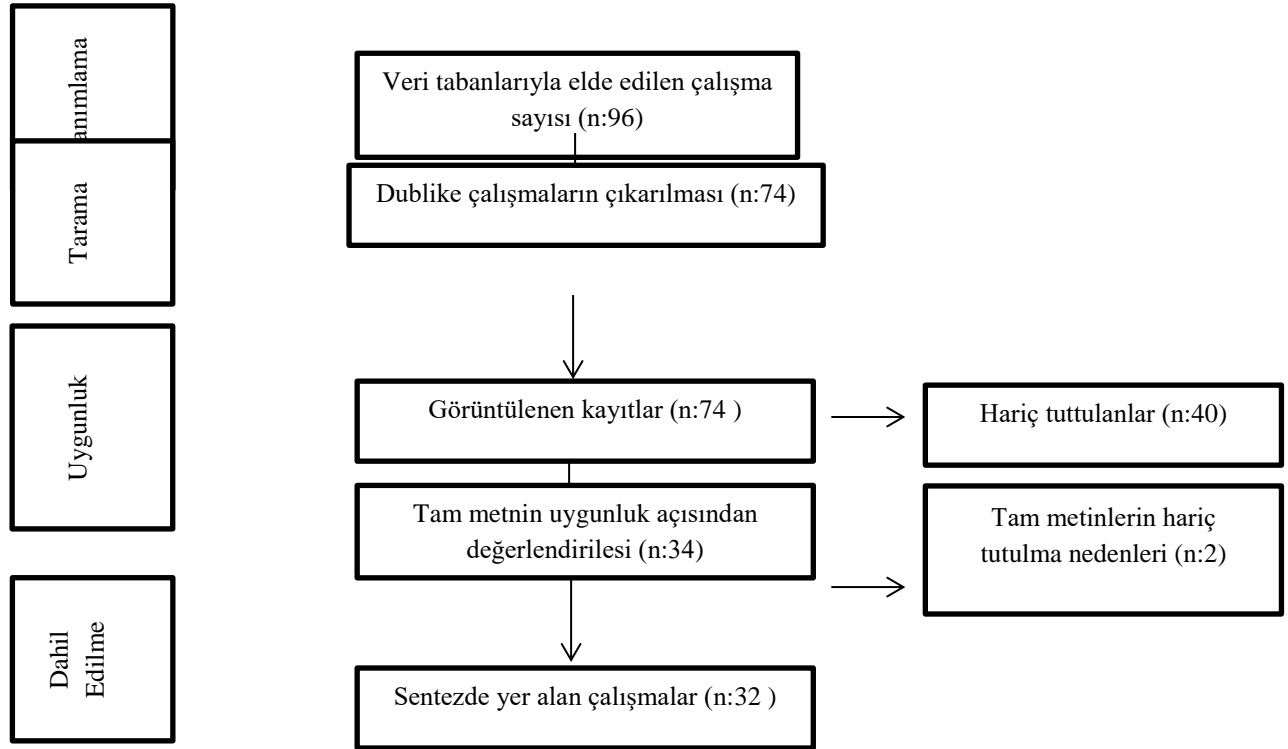 anımlama
Veri tabanlarıyla elde edilen çalışma
sayısı (n:96)
Tarama
Dublike çalışmaların çıkarılması (n:74)
Uygunluk
Görüntülenen kayıtlar (n:74 )
Hariç tuttulanlar (n:40)
Tam metnin uygunluk açısından
değerlendirilesi (n:34)
Tam metinlerin hariç
tutulma nedenleri (n:2)
Dahil
Edilme
Sentezde yer alan çalışmalar (n:32 )